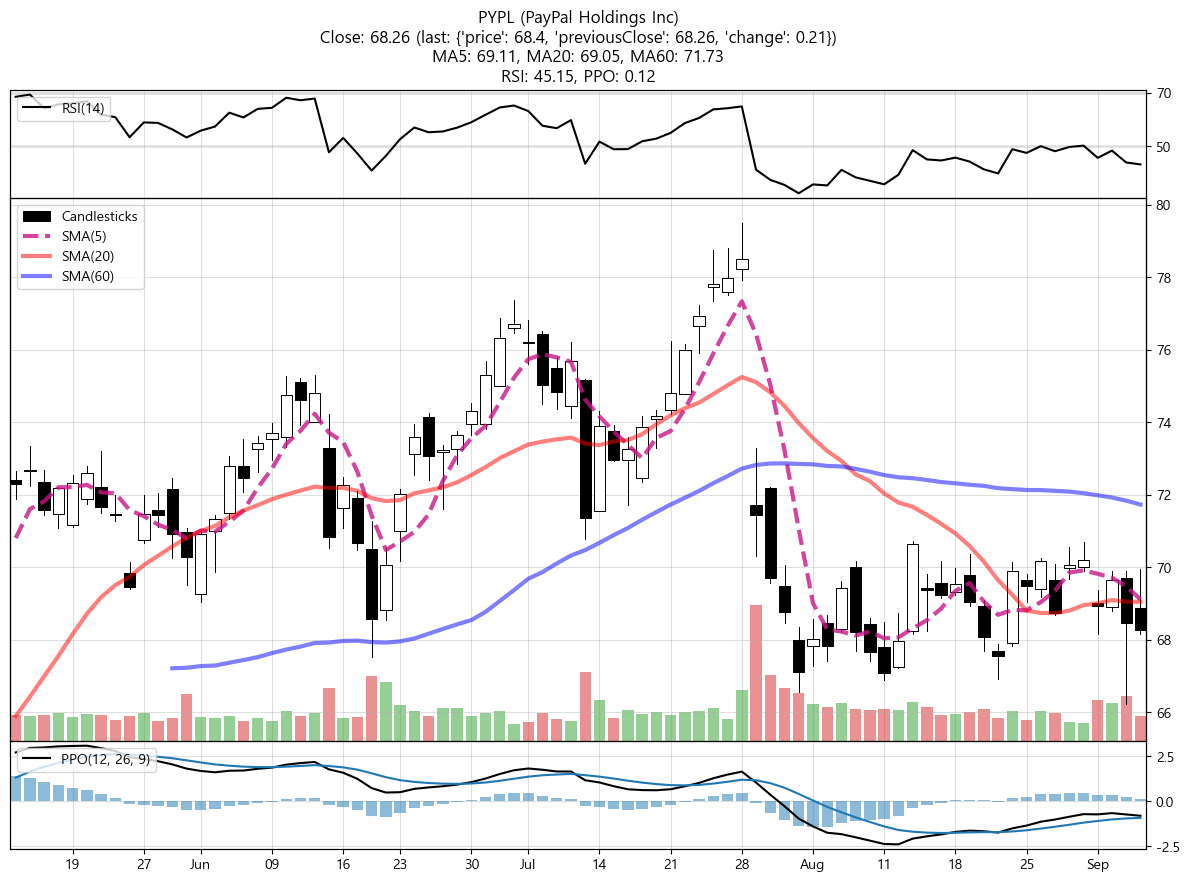 PYPL (PayPal Holdings Inc)
Close: 68.26 (last: {'price': 68.4, 'previousClose': 68.26, 'change': 0.21})
MA5: 69.11, MA20: 69.05, MA60: 71.73
RSI: 45.15, PPO: 0.12
RSI(14)
70
50
Candlesticks
SMA(5)
SMA(20)
SMA(60)
80
78
76
74
72
70
68
66
PPO(12, 26, 9)
2.5
0.0
-2.5
19 27 Jun 09 16 23 30 Jul 14 21 28 Aug 11 18 25 Sep